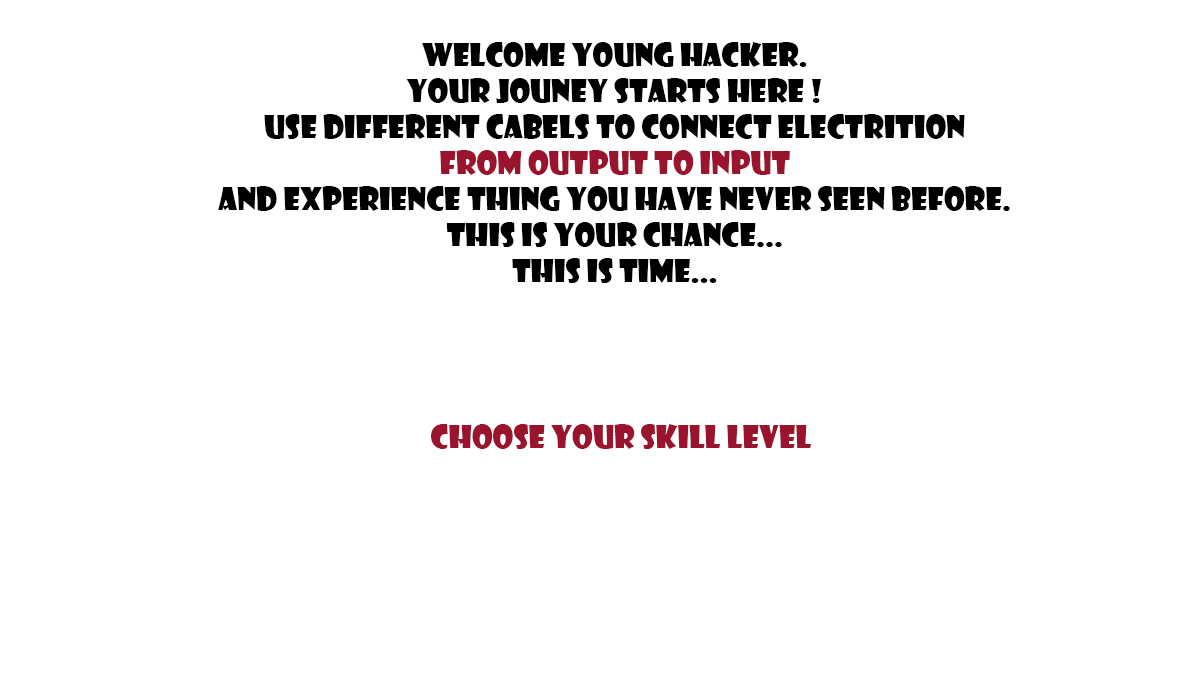 WELCOME YOUNG HACKER.
YOUR JOUNEY STARTS HERE !
USE DIFFERENT CABELS TO CONNECT ELECTRITION
FROM OUTPUT TO INPUT
AND EXPERIENCE THING YOU HAVE NEVER SEEN BEFORE.
THIS IS YOUR CHANCE...
THIS IS TIME...
CHOOSE YOUR SKILL LEVEL